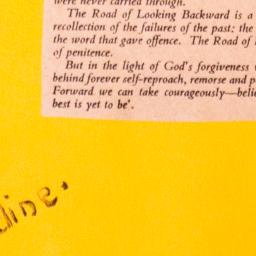 were never carried through.
The Road of Looking Backward is a
recollection of the failures of the past: the
the word that gave offence. The Road of
of penitence.
But in the light of God's forgiveness
behind forever self-reproach, remorse and
Forward we can take courageously—
best is yet to be'.